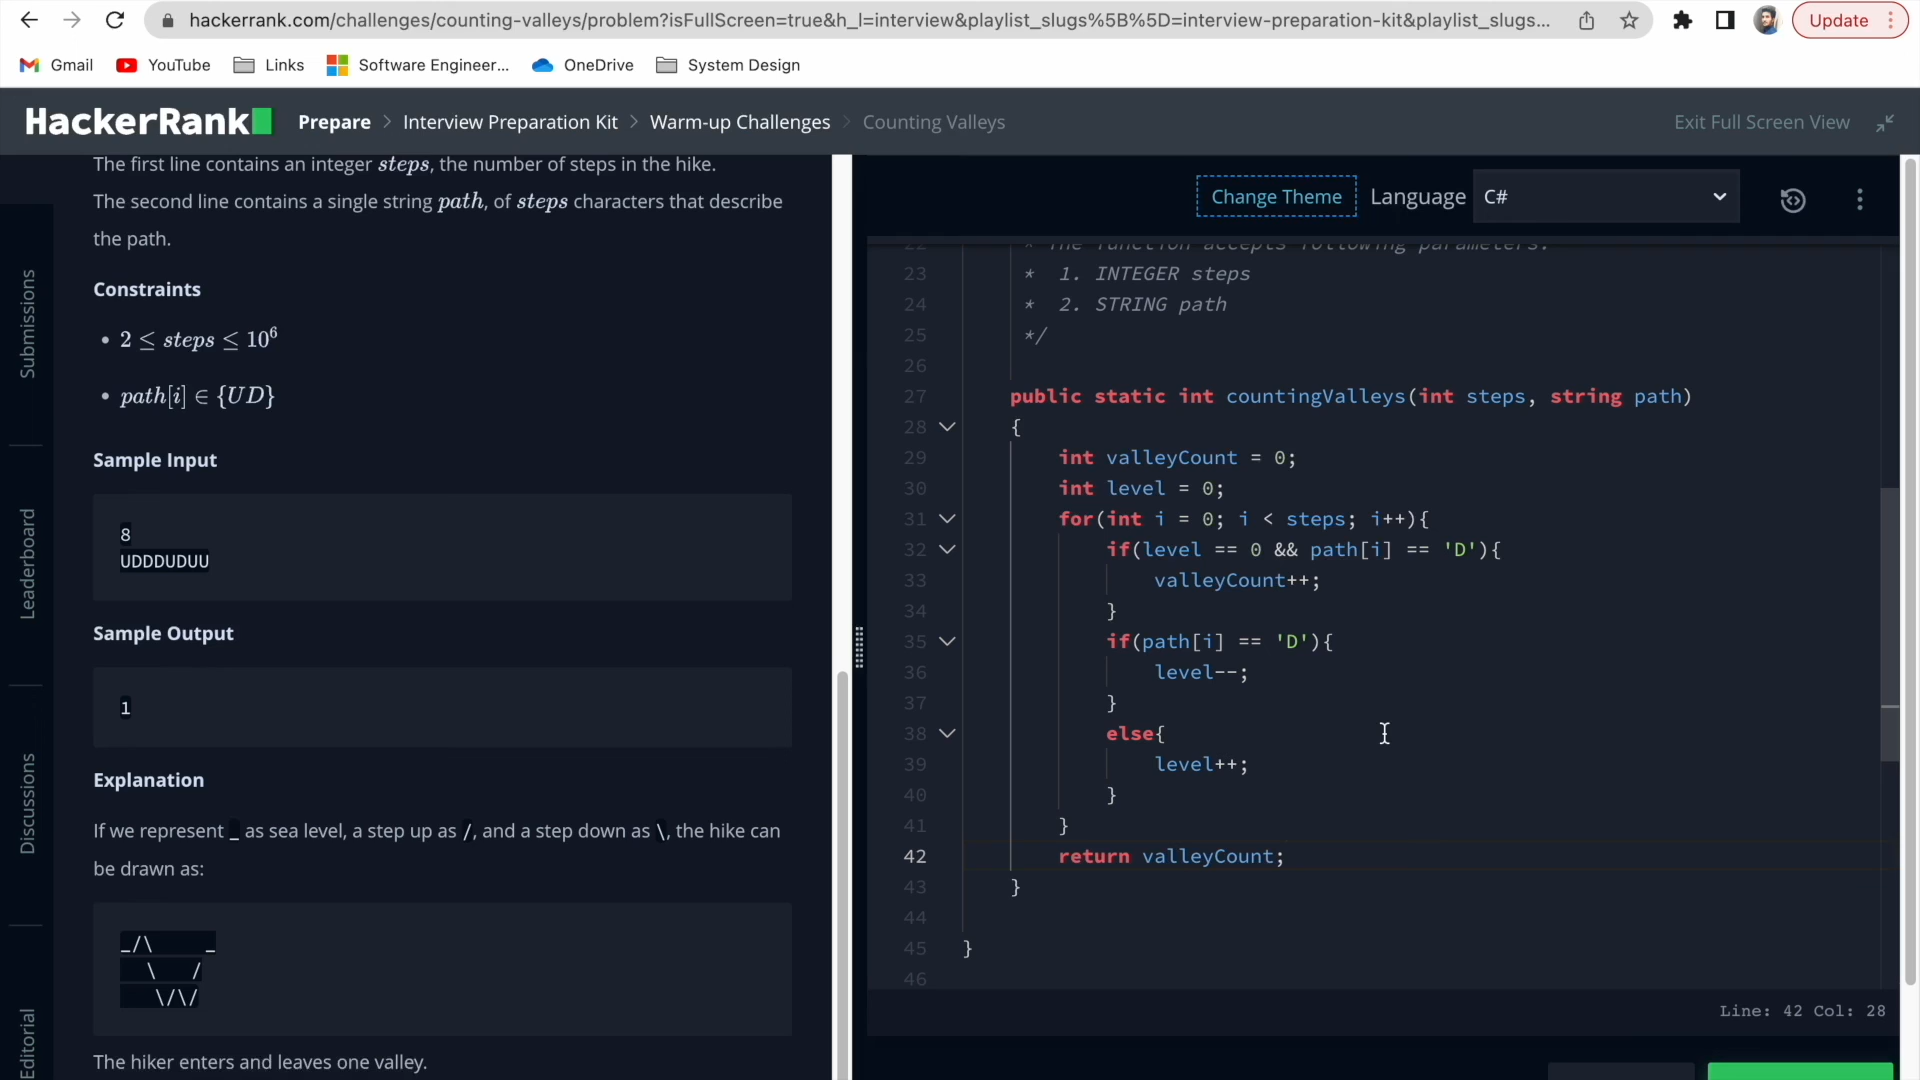 hackerrank.com/challenges/counting-valleys/problem?isFullScreen=true&h_l=interview&playlist_slugs%5B%5D=interview-preparation-kit&playlist_slugs...
Update
Gmail
YouTube
Links
Software Engineer...
OneDrive
System Design
HackerRank
Prepare > Interview Preparation Kit > Warm-up Challenges > Counting Valleys
Exit Full Screen View
Submissions
Leaderboard
Discussions
Editorial
The first line contains an integer steps, the number of steps in the hike.
The second line contains a single string path, of steps characters that describe
the path.
Constraints
• 2 ≤ steps ≤ 10^6
• path[i] ∈ {UD}
Sample Input
8
UDDDUDUU
Sample Output
1
Explanation
If we represent _ as sea level, a step up as /, and a step down as \, the hike can
be drawn as:
_/\      _
   \    /
    \/\/
The hiker enters and leaves one valley.
Change Theme
Language
C#
22 * The function accepts following parameters:
23 * 1. INTEGER steps
24 * 2. STRING path
25 */
26
27 public static int countingValleys(int steps, string path)
28 {
29 int valleyCount = 0;
30 int level = 0;
31 for(int i = 0; i < steps; i++){
32 if(level == 0 && path[i] == 'D'){
33 valleyCount++;
34 }
35 if(path[i] == 'D'){
36 level--;
37 }
38 else{
39 level++;
40 }
41 }
42 return valleyCount;
43 }
44
45 }
46
Line: 42 Col: 28